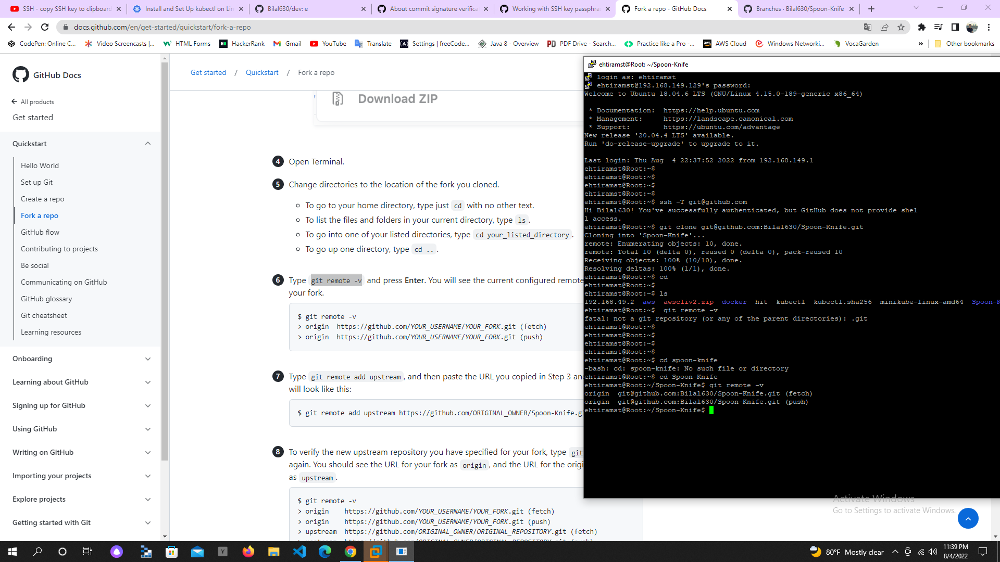 SSH - copy SSH key to clipboard
Install and Set Up kubectl on Lin
Bilal630/dev: e
About commit signature verifica
Working with SSH key passphras
Fork a repo - GitHub Docs
Branches · Bilal630/Spoon-Knife
docs.github.com/en/get-started/quickstart/fork-a-repo
CodePen: Online C...
Video Screencasts |...
HTML Forms
HackerRank
Gmail
YouTube
Translate
Settings | freeCode...
Java 8 - Overview
PDF Drive - Search...
Practice like a Pro -...
AWS Cloud
Windows Networki...
VocaGarden
»
Other bookmarks
GitHub Docs
All products
Get started
Quickstart
Hello World
Set up Git
Create a repo
Fork a repo
GitHub flow
Contributing to projects
Be social
Communicating on GitHub
GitHub glossary
Git cheatsheet
Learning resources
Onboarding
Learning about GitHub
Signing up for GitHub
Using GitHub
Writing on GitHub
Importing your projects
Explore projects
Getting started with Git
Get started / Quickstart / Fork a repo
Download ZIP
4 Open Terminal.
5 Change directories to the location of the fork you cloned.
To go to your home directory, type just cd with no other text.
To list the files and folders in your current directory, type ls.
To go into one of your listed directories, type cd your_listed_directory.
To go up one directory, type cd ...
6 Type git remote -v and press Enter. You will see the current configured remote
your fork.
$ git remote -v
> origin https://github.com/YOUR_USERNAME/YOUR_FORK.git (fetch)
> origin https://github.com/YOUR_USERNAME/YOUR_FORK.git (push)
7 Type git remote add upstream, and then paste the URL you copied in Step 3 an
will look like this:
$ git remote add upstream https://github.com/ORIGINAL_OWNER/Spoon-Knife.gi
8 To verify the new upstream repository you have specified for your fork, type git
again. You should see the URL for your fork as origin, and the URL for the origi
as upstream.
$ git remote -v
> origin https://github.com/YOUR_USERNAME/YOUR_FORK.git (fetch)
> origin https://github.com/YOUR_USERNAME/YOUR_FORK.git (push)
> upstream https://github.com/ORIGINAL_OWNER/ORIGINAL_REPOSITORY.git (fetch)
ehtiramst@Root: ~/Spoon-Knife
login as: ehtiramst
ehtiramst@192.168.149.129's password:
Welcome to Ubuntu 18.04.6 LTS (GNU/Linux 4.15.0-189-generic x86_64)
* Documentation: https://help.ubuntu.com
* Management: https://landscape.canonical.com
* Support: https://ubuntu.com/advantage
New release '20.04.4 LTS' available.
Run 'do-release-upgrade' to upgrade to it.
Last login: Thu Aug 4 22:37:52 2022 from 192.168.149.1
ehtiramst@Root:~$
ehtiramst@Root:~$
ehtiramst@Root:~$
ehtiramst@Root:~$
ehtiramst@Root:~$ ssh -T git@github.com
Hi Bilal630! You've successfully authenticated, but GitHub does not provide shel
l access.
ehtiramst@Root:~$ git clone git@github.com:Bilal630/Spoon-Knife.git
Cloning into 'Spoon-Knife'...
remote: Enumerating objects: 10, done.
remote: Total 10 (delta 0), reused 0 (delta 0), pack-reused 10
Receiving objects: 100% (10/10), done.
Resolving deltas: 100% (1/1), done.
ehtiramst@Root:~$ cd
ehtiramst@Root:~$
ehtiramst@Root:~$ ls
192.168.49.2 aws awscliv2.zip docker hit kubectl kubectl.sha256 minikube-linux-amd64 Spoon-K
ehtiramst@Root:~$ git remote -v
fatal: not a git repository (or any of the parent directories): .git
ehtiramst@Root:~$
ehtiramst@Root:~$
ehtiramst@Root:~$
ehtiramst@Root:~$
ehtiramst@Root:~$ cd spoon-knife
-bash: cd: spoon-knife: No such file or directory
ehtiramst@Root:~$ cd Spoon-Knife
ehtiramst@Root:~/Spoon-Knife$ git remote -v
origin git@github.com:Bilal630/Spoon-Knife.git (fetch)
origin git@github.com:Bilal630/Spoon-Knife.git (push)
ehtiramst@Root:~/Spoon-Knife$
Activate Windows
Go to Settings to activate Windows.
80°F Mostly clear
11:39 PM
8/4/2022